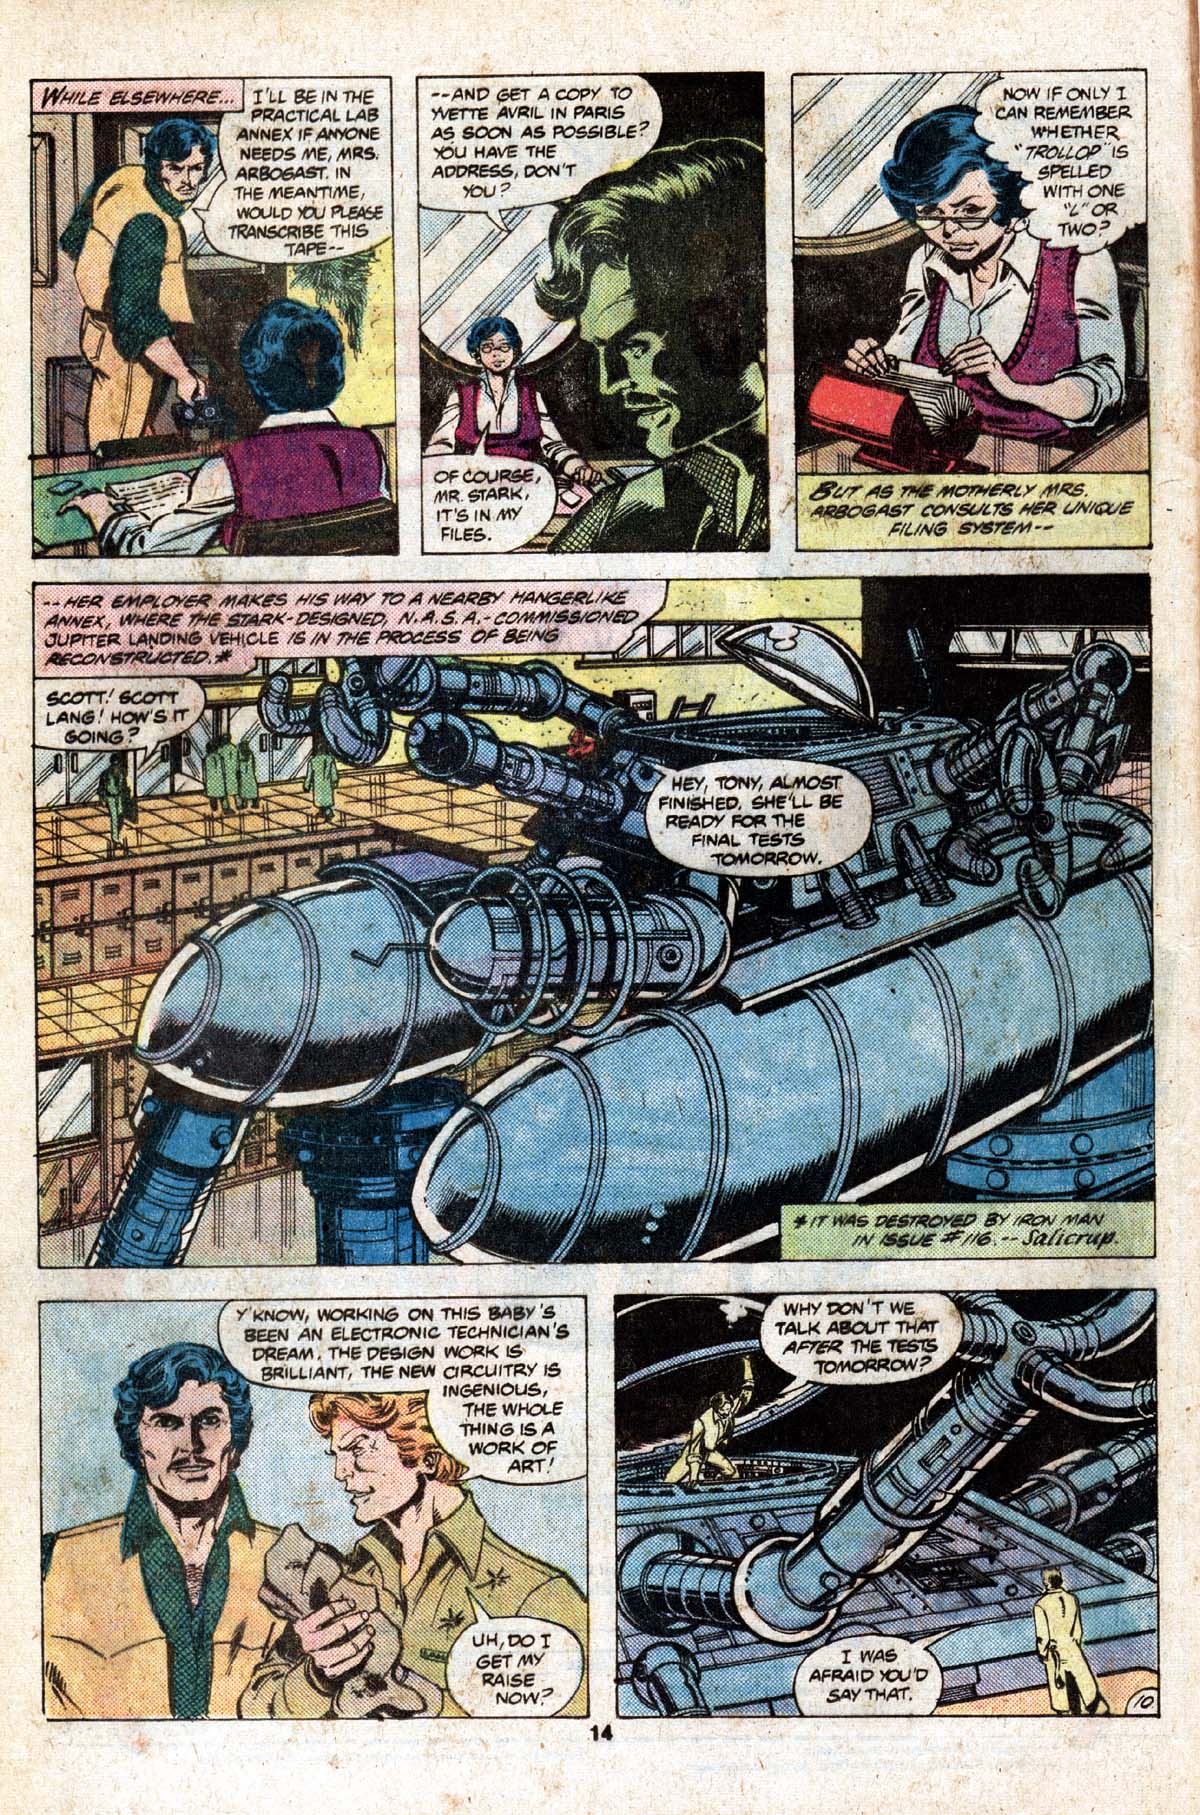 WHILE ELSEWHERE...
I'LL BE IN THE
PRACTICAL LAB
ANNEX IF ANYONE
NEEDS ME, MRS.
ARBOGAST. IN
THE MEANTIME,
WOULD YOU PLEASE
TRANSCRIBE THIS
TAPE--
--AND GET A COPY TO
YVETTE AVRIL IN PARIS
AS SOON AS POSSIBLE?
YOU HAVE THE
ADDRESS, DON'T
YOU?
OF COURSE,
MR. STARK,
IT'S IN MY
FILES.
NOW IF ONLY I
CAN REMEMBER
WHETHER
"TROLLOP" IS
SPELLED
WITH ONE
"L" OR
TWO?
BUT AS THE MOTHERLY MRS.
ARBOGAST CONSULTS HER UNIQUE
FILING SYSTEM--
--HER EMPLOYER MAKES HIS WAY TO A NEARBY HANGERLIKE
ANNEX, WHERE THE STARK-DESIGNED, N.A.S.A.-COMMISSIONED
JUPITER LANDING VEHICLE IS IN THE PROCESS OF BEING
RECONSTRUCTED.*
SCOTT! SCOTT
LANG! HOW'S IT
GOING?
HEY, TONY, ALMOST
FINISHED. SHE'LL BE
READY FOR THE
FINAL TESTS
TOMORROW.
*IT WAS DESTROYED BY IRON MAN
IN ISSUE #116.--Salicrup.
Y'KNOW, WORKING ON THIS BABY'S
BEEN AN ELECTRONIC TECHNICIAN'S
DREAM. THE DESIGN WORK IS
BRILLIANT, THE NEW CIRCUITRY IS
INGENIOUS,
THE WHOLE
THING IS A
WORK OF
ART!
UH, DO I
GET MY
RAISE
NOW?
WHY DON'T WE
TALK ABOUT THAT
AFTER THE TESTS
TOMORROW?
I WAS
AFRAID YOU'D
SAY THAT.
10
14